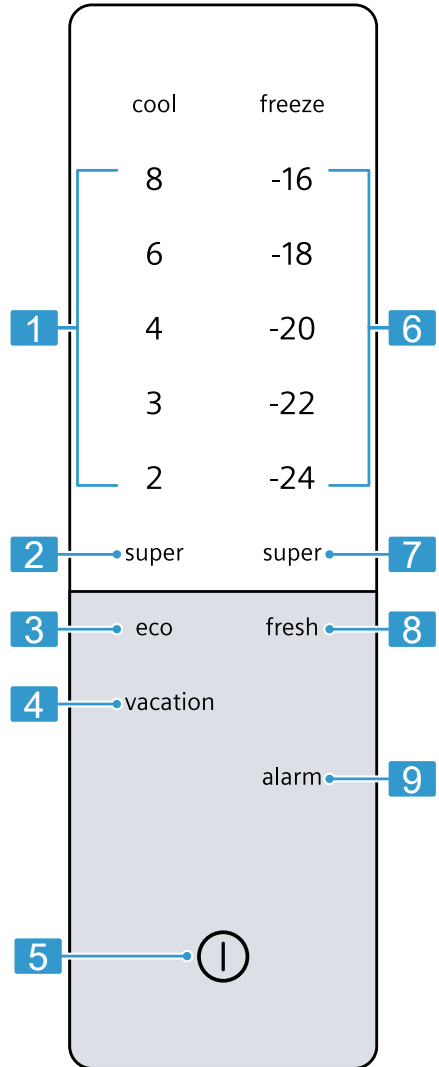 cool freeze
8 -16
6 -18
1 4 -20 6
3 -22
2 -24
2 super super 7
3 eco fresh 8
4 vacation
alarm 9
5